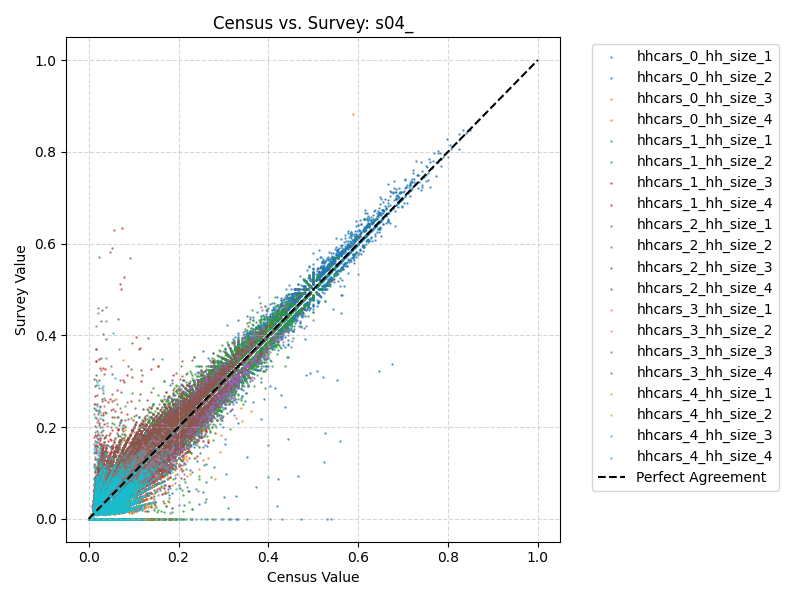 Census vs. Survey: s04_
1.0
0.8
0.6
0.4
0.2
0.0
Survey Value
0.0 0.2 0.4 0.6 0.8 1.0
Census Value
hhcars_0_hh_size_1
hhcars_0_hh_size_2
hhcars_0_hh_size_3
hhcars_0_hh_size_4
hhcars_1_hh_size_1
hhcars_1_hh_size_2
hhcars_1_hh_size_3
hhcars_1_hh_size_4
hhcars_2_hh_size_1
hhcars_2_hh_size_2
hhcars_2_hh_size_3
hhcars_2_hh_size_4
hhcars_3_hh_size_1
hhcars_3_hh_size_2
hhcars_3_hh_size_3
hhcars_3_hh_size_4
hhcars_4_hh_size_1
hhcars_4_hh_size_2
hhcars_4_hh_size_3
hhcars_4_hh_size_4
Perfect Agreement